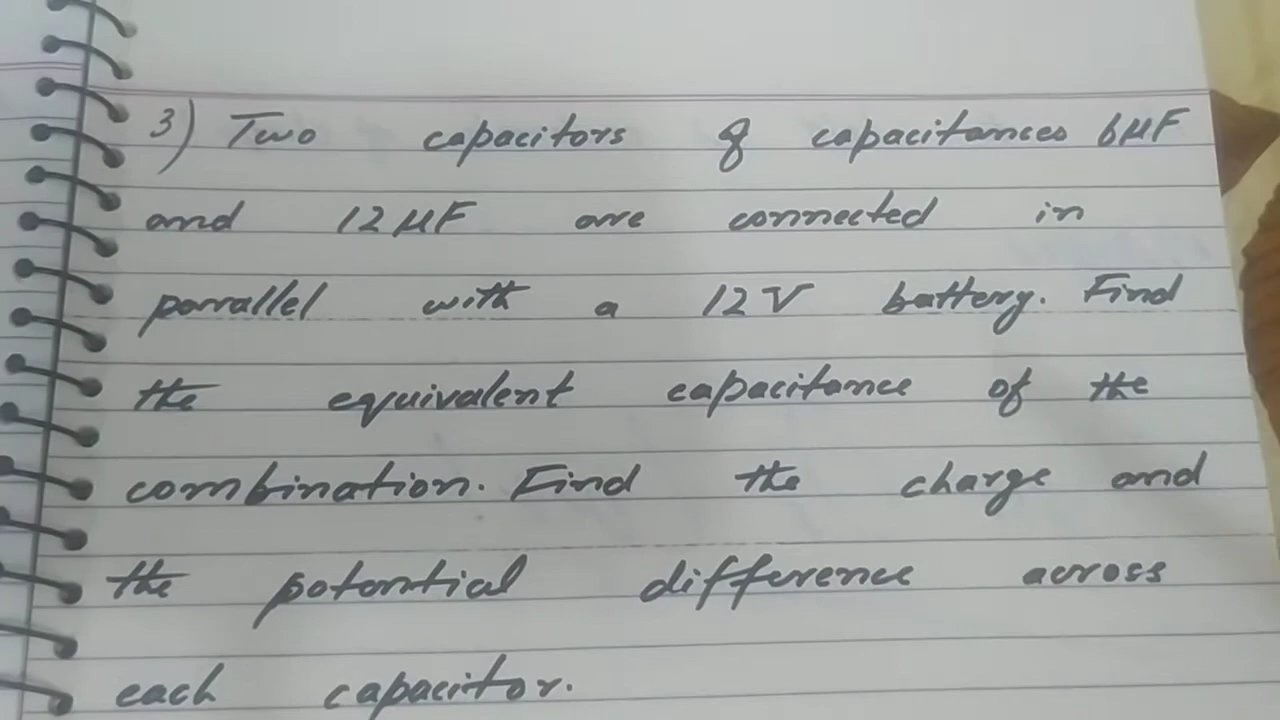 3) Two capacitors of capacitances 6μF
and 12μF are connected in
parallel with a 12V battery. Find
the equivalent capacitance of the
combination. Find the charge and
the potential difference across
each capacitor.